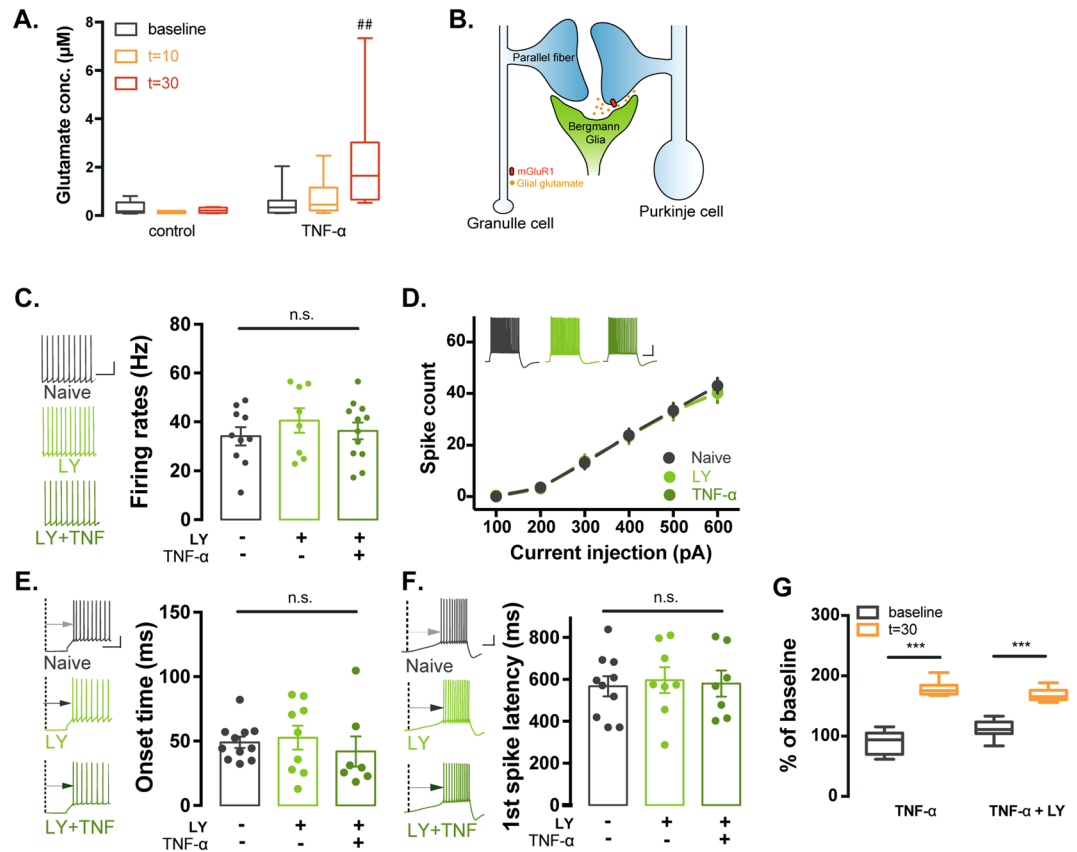 A.
Glutamate conc. (μM)
8
6
4
2
0
baseline
t=10
t=30
##
control
TNF-α
B.
Parallel fiber
Bergmann
Glia
mGluR1
Glial glutamate
Granulle cell
Purkinje cell
C.
Naive
LY
LY+TNF
Firing rates (Hz)
80
60
40
20
0
n.s.
LY - + +
TNF-α - - +
D.
Spike count
60
40
20
0
Naive
LY
TNF-α
100 200 300 400 500 600
Current injection (pA)
E.
Naive
LY
LY+TNF
Onset time (ms)
150
100
50
0
n.s.
LY - + +
TNF-α - - +
F.
Naive
LY
LY+TNF
1st spike latency (ms)
800
600
400
200
0
n.s.
LY - + +
TNF-α - - +
G
% of baseline
300
200
100
0
baseline
t=30
***
***
TNF-α
TNF-α + LY